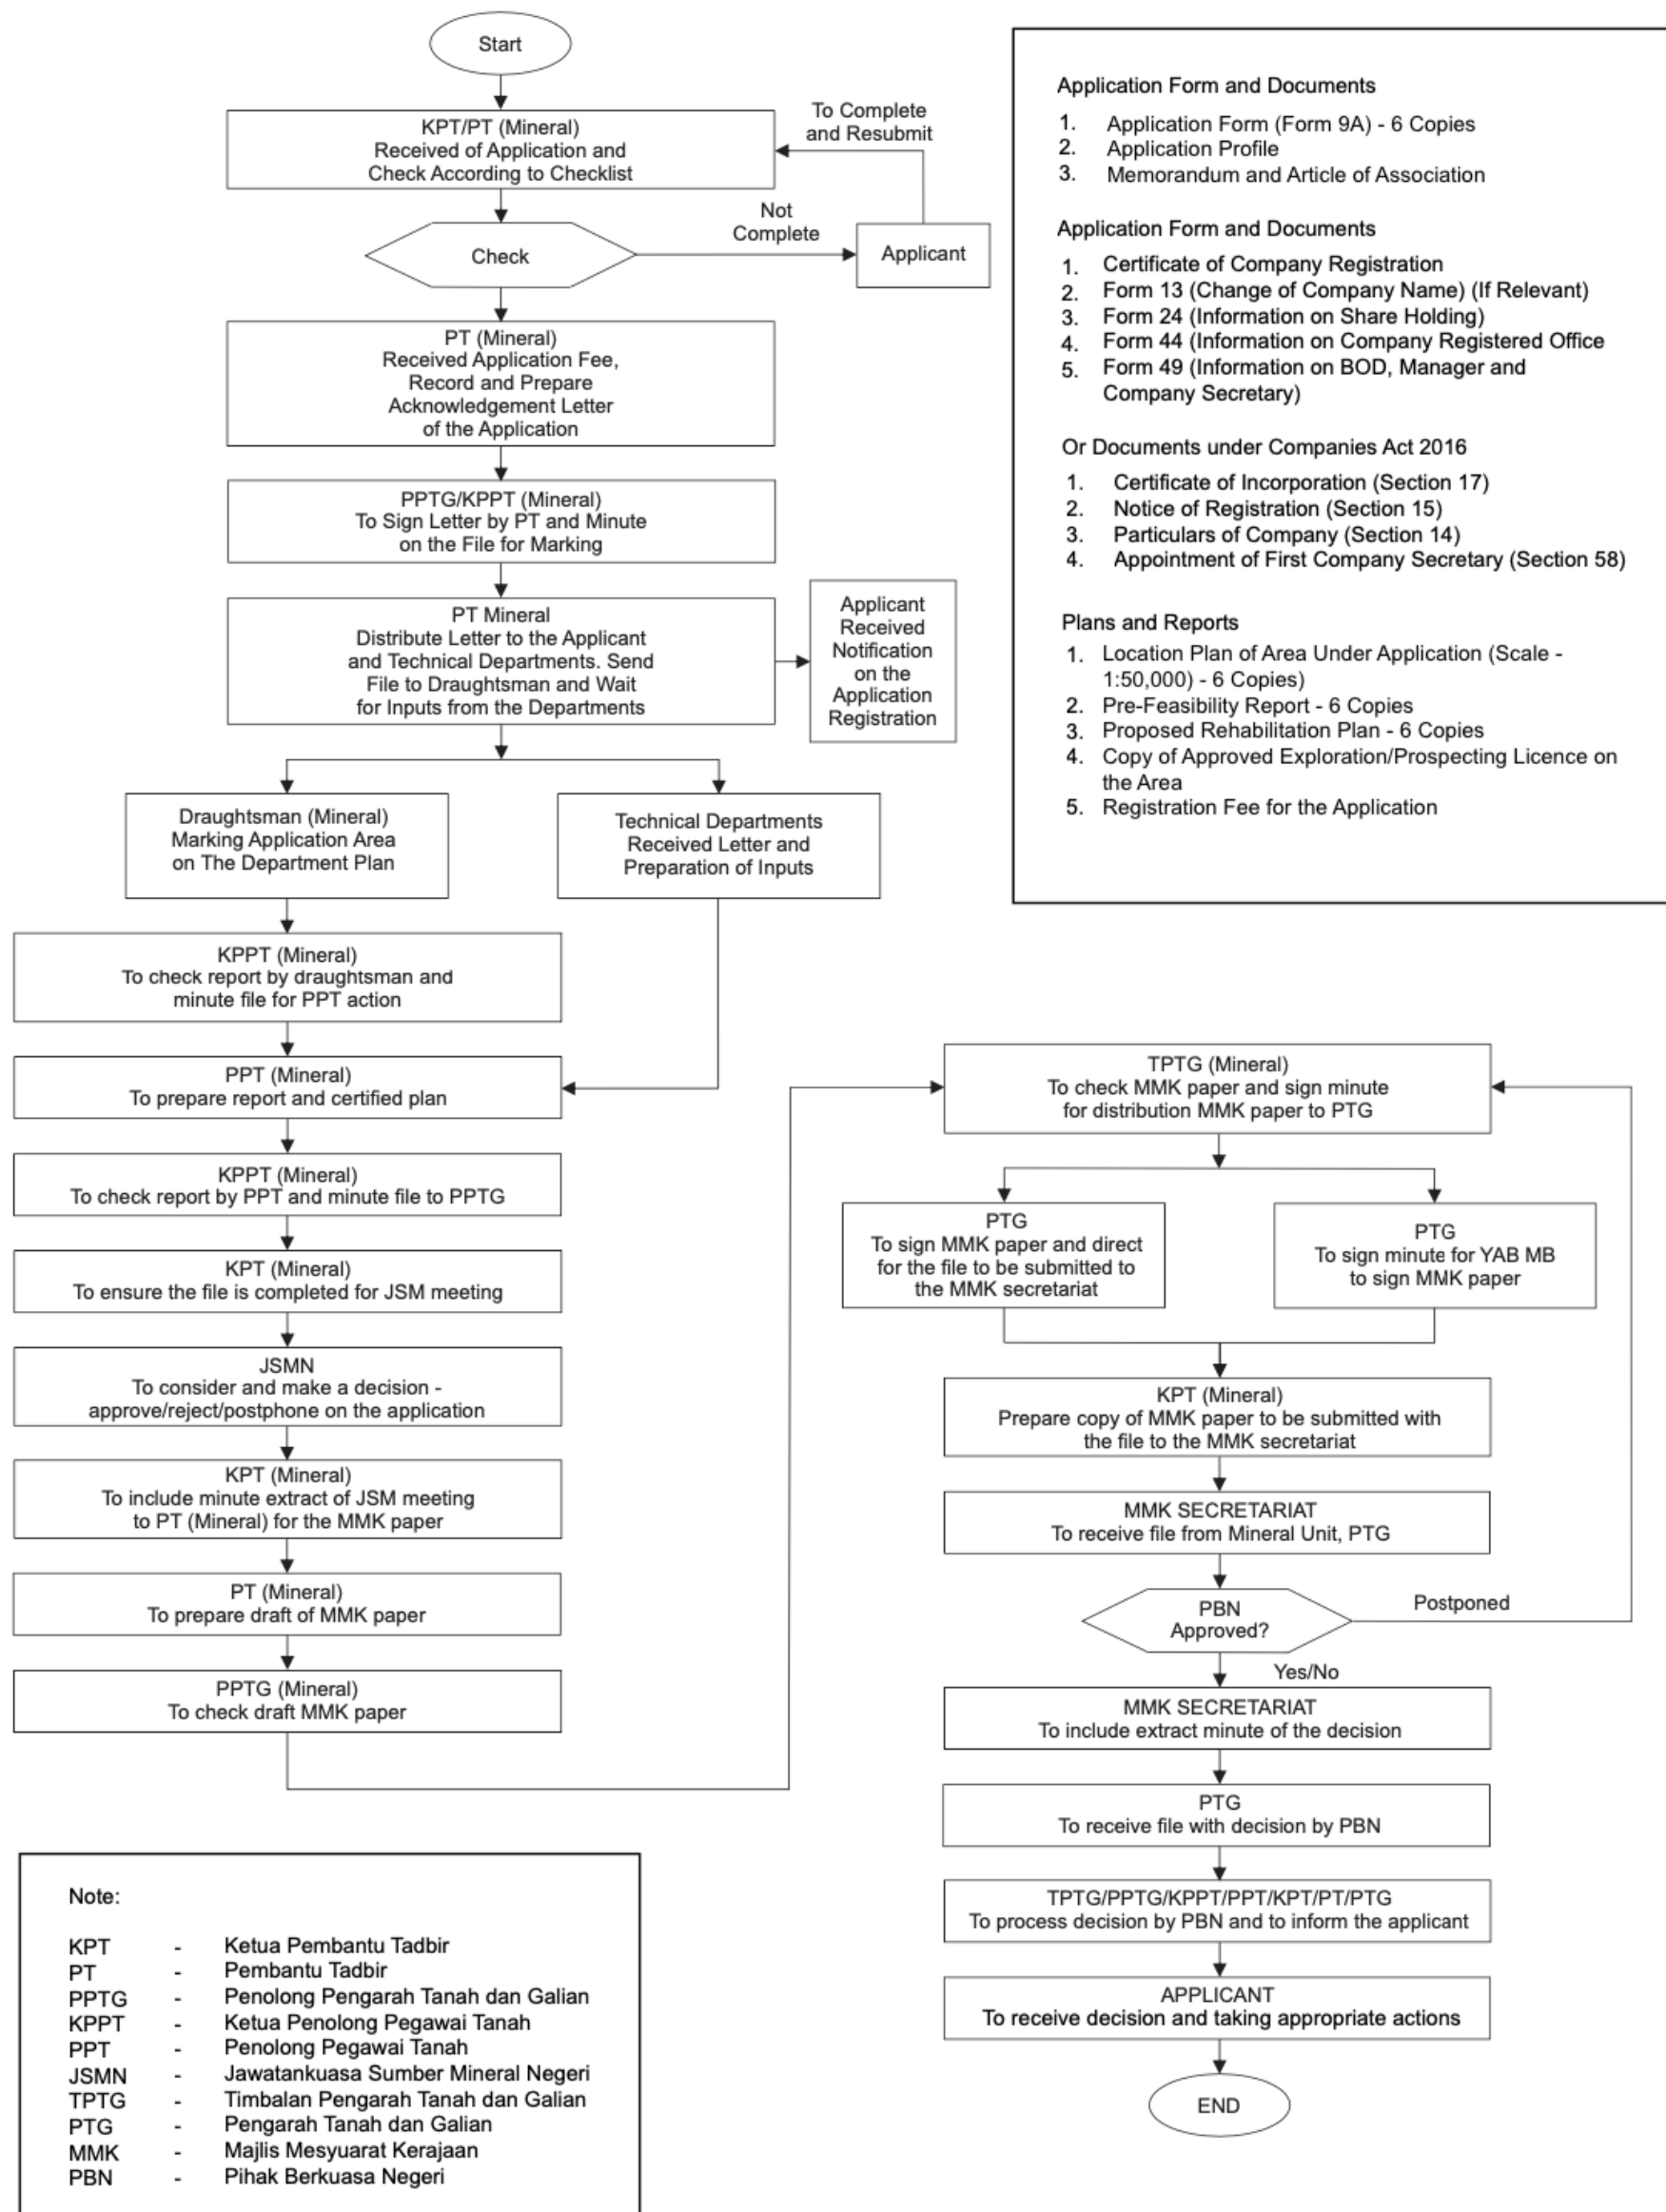 Start
KPT/PT (Mineral)
Received of Application and
Check According to Checklist
To Complete
and Resubmit
Check
Not
Complete
Applicant
PT (Mineral)
Received Application Fee,
Record and Prepare
Acknowledgement Letter
of the Application
PPTG/KPPT (Mineral)
To Sign Letter by PT and Minute
on the File for Marking
PT Mineral
Distribute Letter to the Applicant
and Technical Departments. Send
File to Draughtsman and Wait
for Inputs from the Departments
Applicant
Received
Notification
on the
Application
Registration
Draughtsman (Mineral)
Marking Application Area
on The Department Plan
Technical Departments
Received Letter and
Preparation of Inputs
KPPT (Mineral)
To check report by draughtsman and
minute file for PPT action
PPT (Mineral)
To prepare report and certified plan
KPPT (Mineral)
To check report by PPT and minute file to PPTG
KPT (Mineral)
To ensure the file is completed for JSM meeting
JSMN
To consider and make a decision -
approve/reject/postphone on the application
KPT (Mineral)
To include minute extract of JSM meeting
to PT (Mineral) for the MMK paper
PT (Mineral)
To prepare draft of MMK paper
PPTG (Mineral)
To check draft MMK paper
Application Form and Documents
1. Application Form (Form 9A) - 6 Copies
2. Application Profile
3. Memorandum and Article of Association
Application Form and Documents
1. Certificate of Company Registration
2. Form 13 (Change of Company Name) (If Relevant)
3. Form 24 (Information on Share Holding)
4. Form 44 (Information on Company Registered Office
5. Form 49 (Information on BOD, Manager and
Company Secretary)
Or Documents under Companies Act 2016
1. Certificate of Incorporation (Section 17)
2. Notice of Registration (Section 15)
3. Particulars of Company (Section 14)
4. Appointment of First Company Secretary (Section 58)
Plans and Reports
1. Location Plan of Area Under Application (Scale -
1:50,000) - 6 Copies)
2. Pre-Feasibility Report - 6 Copies
3. Proposed Rehabilitation Plan - 6 Copies
4. Copy of Approved Exploration/Prospecting Licence on
the Area
5. Registration Fee for the Application
TPTG (Mineral)
To check MMK paper and sign minute
for distribution MMK paper to PTG
PTG
To sign MMK paper and direct
for the file to be submitted to
the MMK secretariat
PTG
To sign minute for YAB MB
to sign MMK paper
KPT (Mineral)
Prepare copy of MMK paper to be submitted with
the file to the MMK secretariat
MMK SECRETARIAT
To receive file from Mineral Unit, PTG
PBN
Approved?
Postponed
Yes/No
MMK SECRETARIAT
To include extract minute of the decision
PTG
To receive file with decision by PBN
TPTG/PPTG/KPPT/PPT/KPT/PT/PTG
To process decision by PBN and to inform the applicant
APPLICANT
To receive decision and taking appropriate actions
END
Note:
KPT - Ketua Pembantu Tadbir
PT - Pembantu Tadbir
PPTG - Penolong Pengarah Tanah dan Galian
KPPT - Ketua Penolong Pegawai Tanah
PPT - Penolong Pegawai Tanah
JSMN - Jawatankuasa Sumber Mineral Negeri
TPTG - Timbalan Pengarah Tanah dan Galian
PTG - Pengarah Tanah dan Galian
MMK - Majlis Mesyuarat Kerajaan
PBN - Pihak Berkuasa Negeri